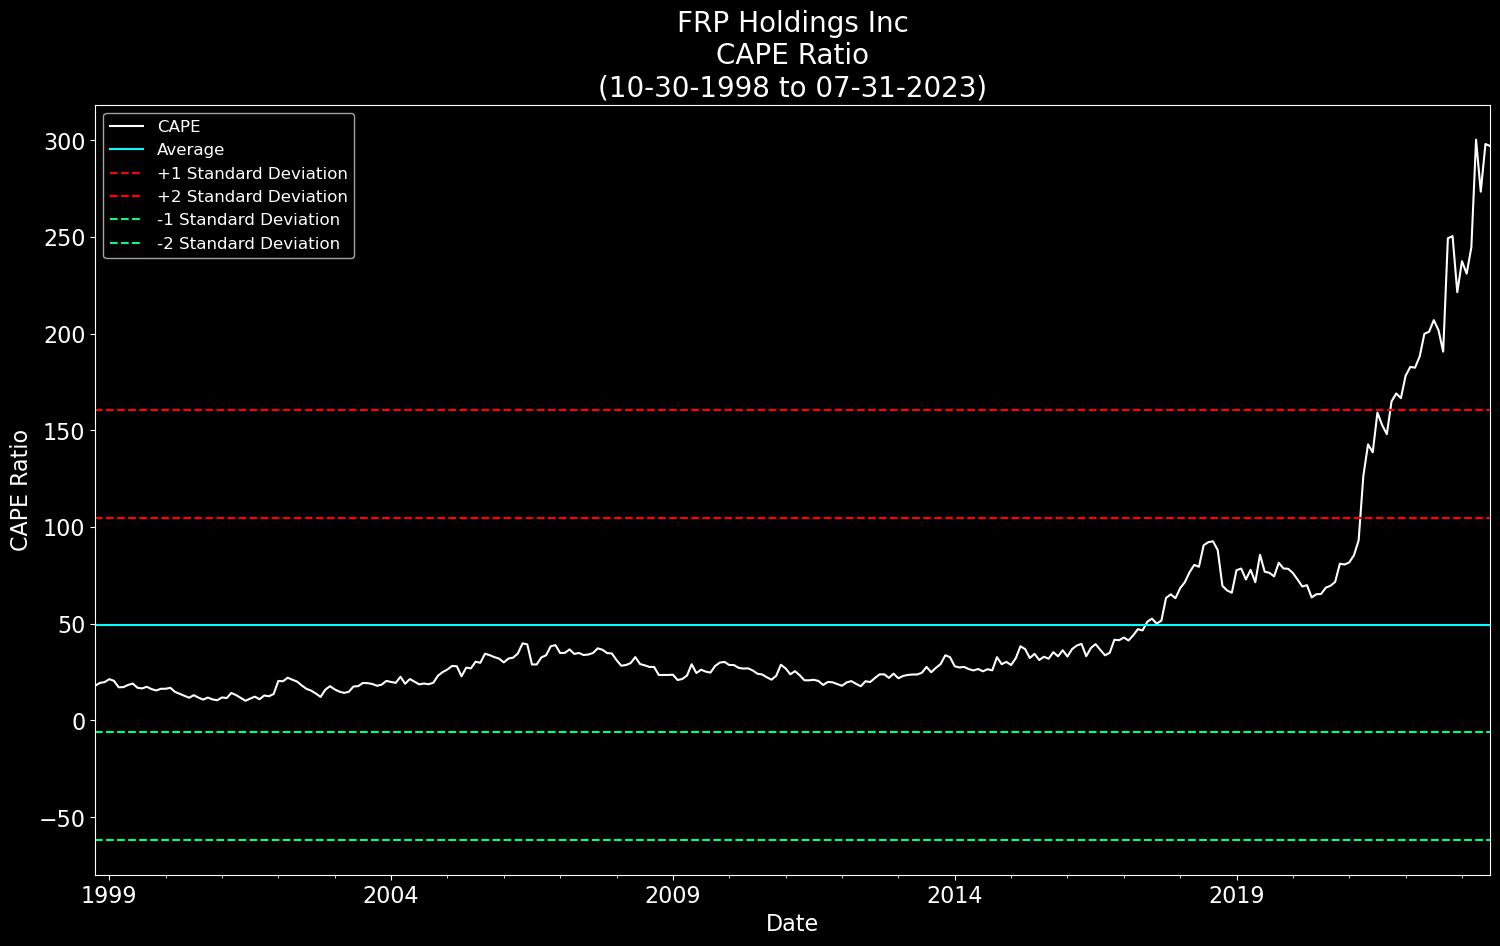 FRP Holdings Inc
CAPE Ratio
(10-30-1998 to 07-31-2023)
CAPE
Average
+1 Standard Deviation
+2 Standard Deviation
-1 Standard Deviation
-2 Standard Deviation
300
250
200
150
100
50
0
−50
CAPE Ratio
1999 2004 2009 2014 2019
Date